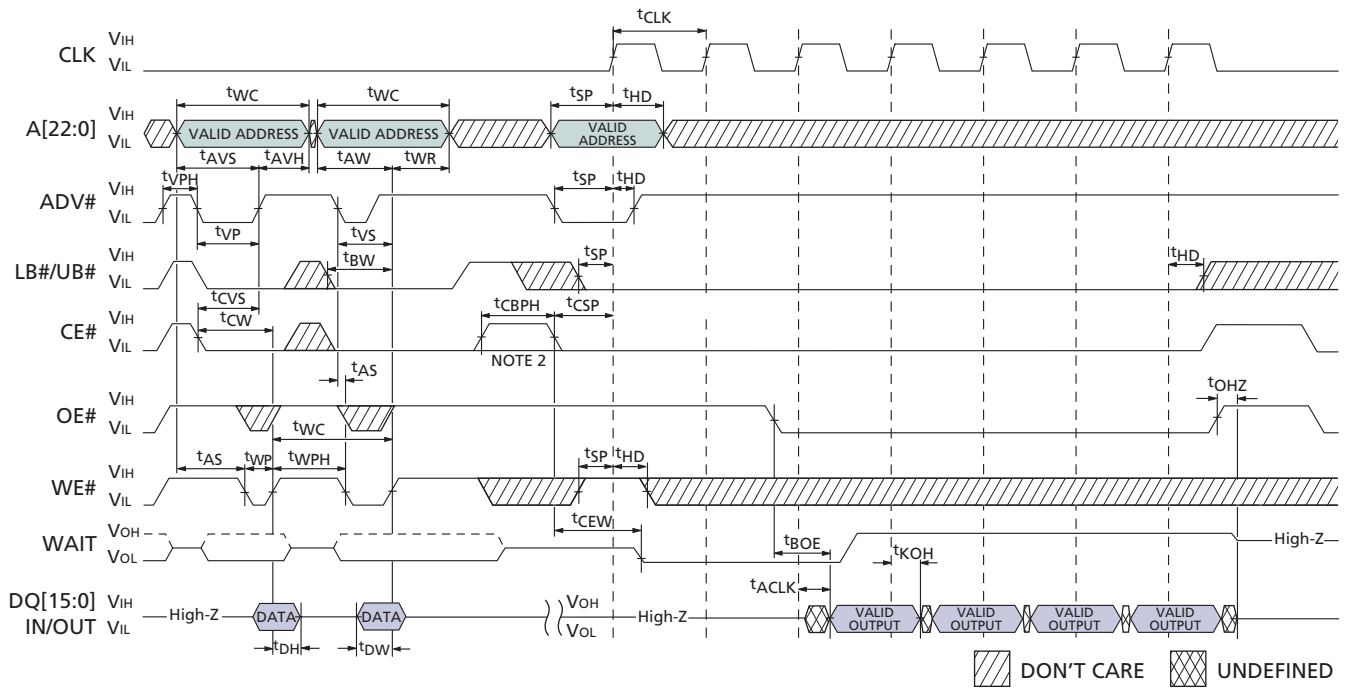 tCLK
CLK VIH
VIL
tWC tWC tSP tHD
A[22:0] VIH
VIL
VALID ADDRESS VALID ADDRESS VALID ADDRESS
tAVS tAVH tAW tWR
tVPH tSP tHD
ADV# VIH
VIL
tVP tVS
LB#/UB# VIH
VIL
tBW tSP tHD
tCVS tCBPH tCSP
CE# VIH
VIL
tCW
NOTE 2
tAS
OE# VIH
VIL
tOHZ
tWC
tAS tWP tWPH tSP tHD
WE# VIH
VIL
tCEW
WAIT VOH
VOL
tBOE tKOH High-Z
tACLK
DQ[15:0] VIH
IN/OUT VIL
High-Z DATA DATA VOH
VOL
High-Z VALID OUTPUT VALID OUTPUT VALID OUTPUT VALID OUTPUT
tDH tDW
DON'T CARE UNDEFINED